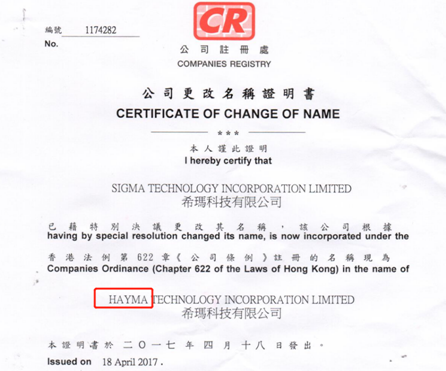 CR
編號 1174282
No.
公司註冊處
COMPANIES REGISTRY
公司更改名稱證明書
CERTIFICATE OF CHANGE OF NAME
***
本人謹此證明
I hereby certify that
SIGMA TECHNOLOGY INCORPORATION LIMITED
希瑪科技有限公司
已藉特別決議更改其名稱，該公司根據
having by special resolution changed its name, is now incorporated under the
香港法例第622章《公司條例》註冊的名稱現為
Companies Ordinance (Chapter 622 of the Laws of Hong Kong) in the name of
HAYMA TECHNOLOGY INCORPORATION LIMITED
希瑪科技有限公司
本證明書於二〇一七年四月十八日發出。
Issued on 18 April 2017.